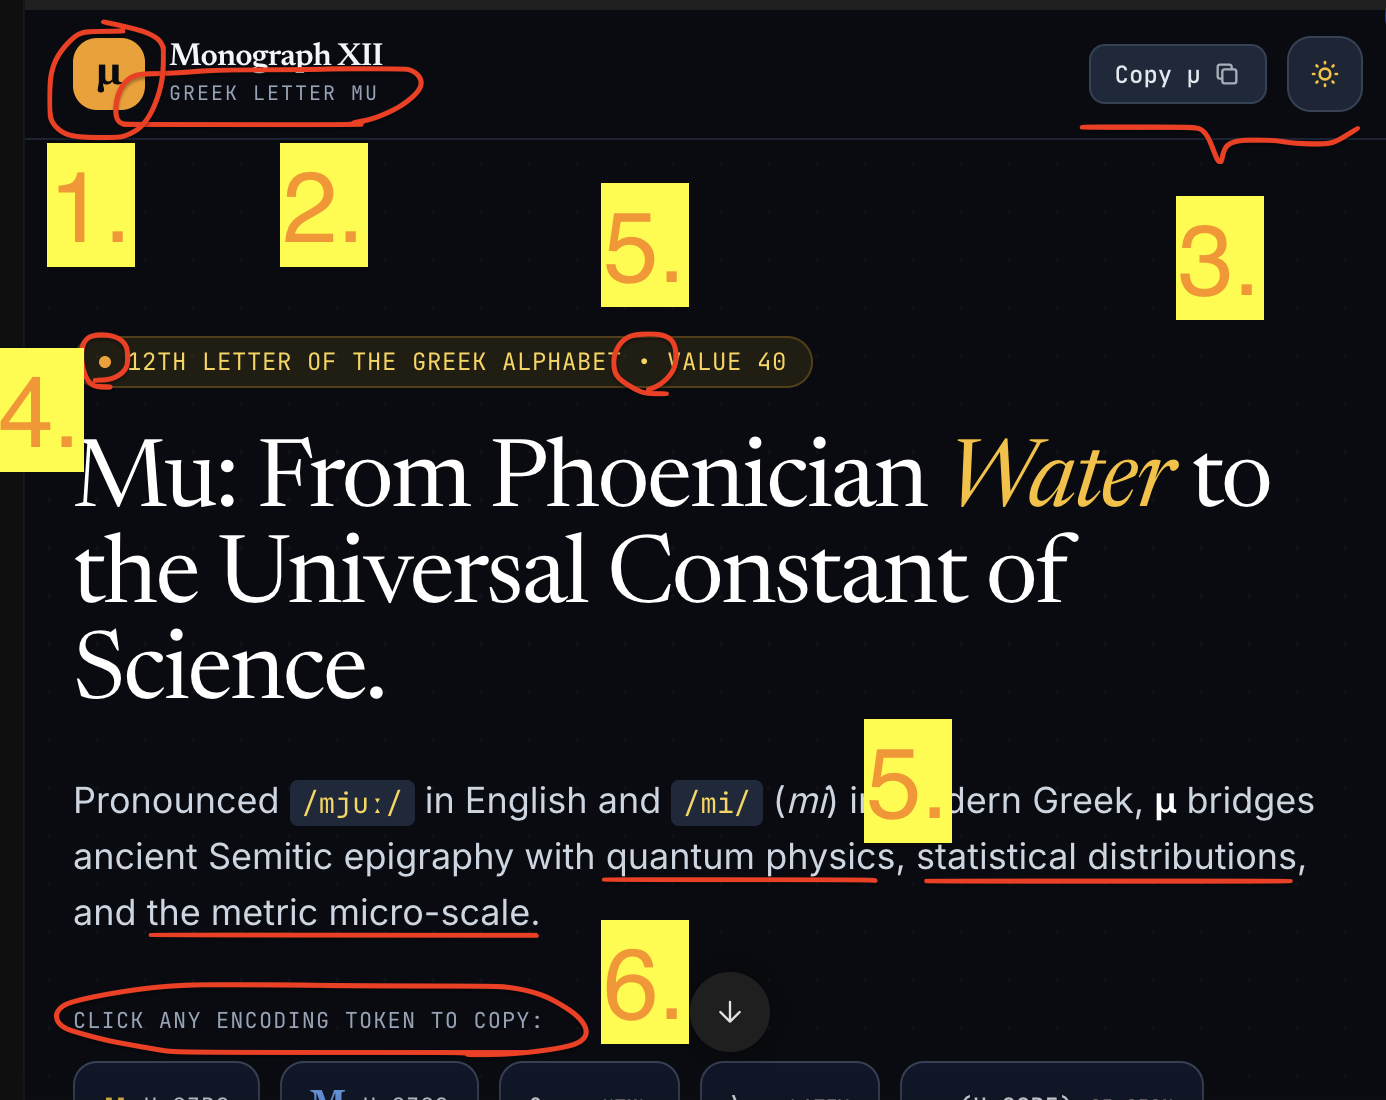 μ Monograph XII
GREEK LETTER MU
Copy μ
1.
2.
5.
3.
12TH LETTER OF THE GREEK ALPHABET • VALUE 40
4.
Mu: From Phoenician Water to
the Universal Constant of
Science.
5.
Pronounced /mjuː/ in English and /mi/ (mi) Greek, μ bridges
ancient Semitic epigraphy with quantum physics, statistical distributions,
and the metric micro-scale.
6.
CLICK ANY ENCODING TOKEN TO COPY: